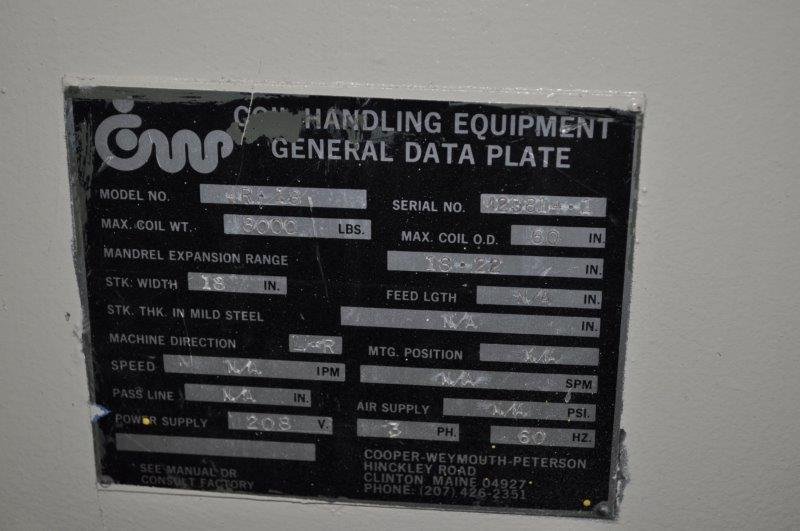 CWP COIL HANDLING EQUIPMENT
GENERAL DATA PLATE
MODEL NO. SERIAL NO.
MAX. COIL WT. 8000 LBS. MAX. COIL O.D. 60 IN.
MANDREL EXPANSION RANGE 18-22 IN.
STK. WIDTH 18 IN. FEED LGTH N/A IN.
STK. THK. IN MILD STEEL N/A IN.
MACHINE DIRECTION L-R MTG. POSITION N/A
SPEED N/A IPM N/A SPM
PASS LINE N/A IN. AIR SUPPLY N/A PSI.
POWER SUPPLY 208 V. 3 PH. 60 HZ.
SEE MANUAL OR
CONSULT FACTORY
COOPER-WEYMOUTH-PETERSON
HINCKLEY ROAD
CLINTON MAINE 04927
PHONE: (207) 426-2351